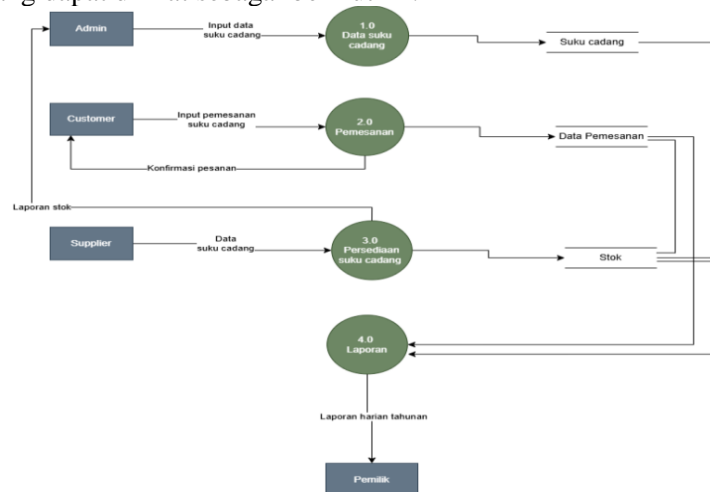 Admin
Input data
suku cadang
1.0
Data suku
cadang
Suku cadang
Customer
Input pemesanan
suku cadang
2.0
Pemesanan
Data Pemesanan
Konfirmasi pesanan
Laporan stok
Supplier
Data
suku cadang
3.0
Persediaan
suku cadang
Stok
4.0
Laporan
Laporan harian tahunan
Pemilik